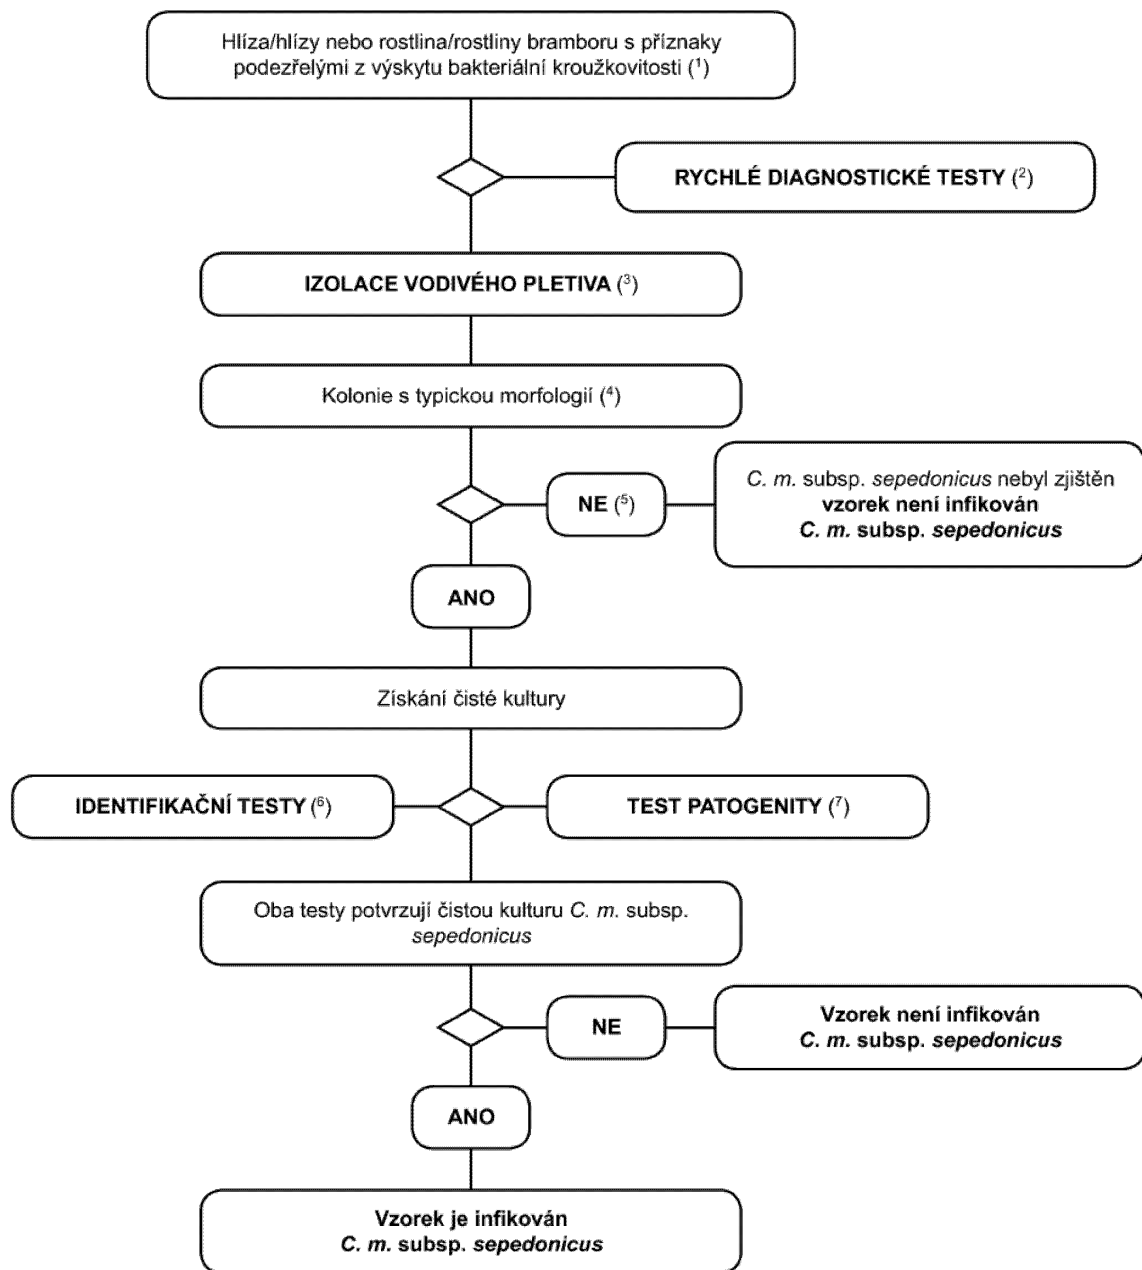 Hlíza/hlízy nebo rostlina/rostliny bramboru s příznaky
podezřelými z výskytu bakteriální kroužkovitosti (¹)
RYCHLÉ DIAGNOSTICKÉ TESTY (²)
IZOLACE VODIVÉHO PLETIVA (³)
Kolonie s typickou morfologií (⁴)
NE (⁵)
C. m. subsp. sepedonicus nebyl zjištěn
vzorek není infikován
C. m. subsp. sepedonicus
ANO
Získání čisté kultury
IDENTIFIKAČNÍ TESTY (⁶)
TEST PATOGENITY (⁷)
Oba testy potvrzují čistou kulturu C. m. subsp.
sepedonicus
NE
Vzorek není infikován
C. m. subsp. sepedonicus
ANO
Vzorek je infikován
C. m. subsp. sepedonicus